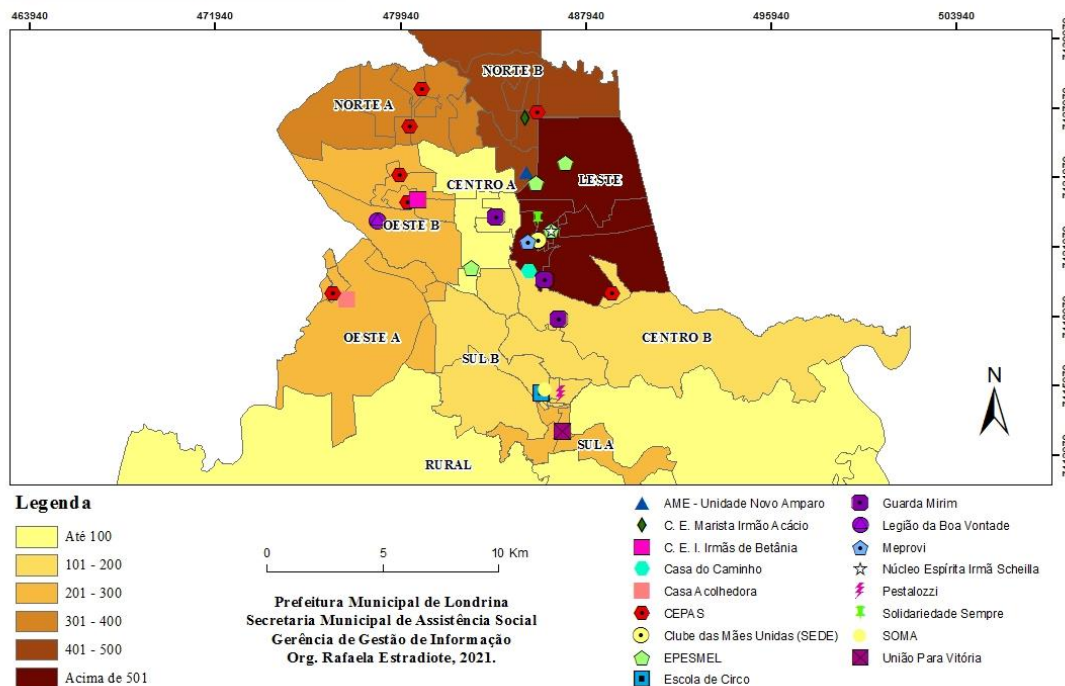 463940 471940 479940 487940 495940 503940
NORTE B
NORTE A
LESTE
CENTRO A
OESTE B
OESTE A
CENTRO B
SUL B
N
SUL A
RURAL
Legenda
Até 100
101 - 200
201 - 300
301 - 400
401 - 500
Acima de 501
0 5 10 Km
Prefeitura Municipal de Londrina
Secretaria Municipal de Assistência Social
Gerência de Gestão de Informação
Org. Rafaela Estradiote, 2021.
AME - Unidade Novo Amparo
C. E. Marista Irmão Acácio
C. E. I. Irmãs de Betânia
Casa do Caminho
Casa Acolhedora
CEPAS
Clube das Mães Unidas (SEDE)
EPESMEL
Escola de Circo
Guarda Mirim
Legião da Boa Vontade
Meprovi
Núcleo Espírita Irmã Scheilla
Pestalozzi
Solidariedade Sempre
SOMA
União Para Vitória